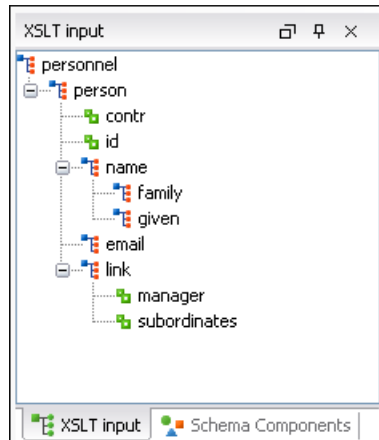 XSLT input
personnel
person
contr
id
name
family
given
email
link
manager
subordinates
XSLT input Schema Components